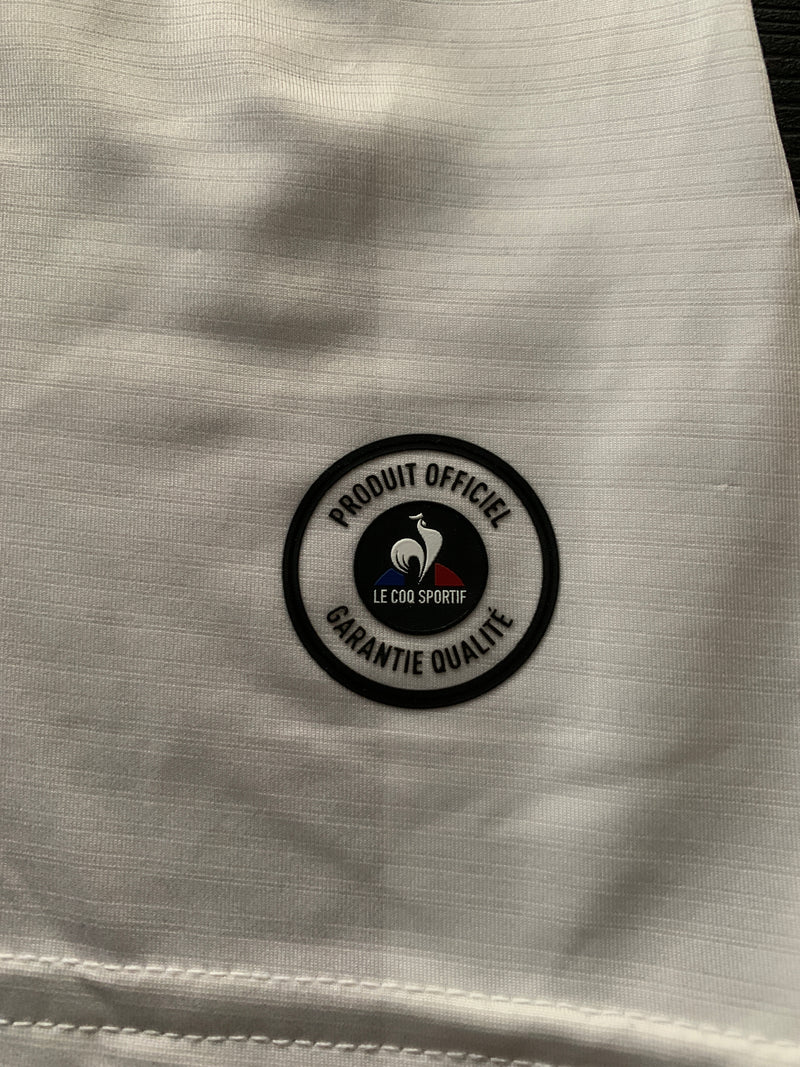 PRODUIT OFFICIEL
LE COQ SPORTIF
GARANTIE QUALITÉ